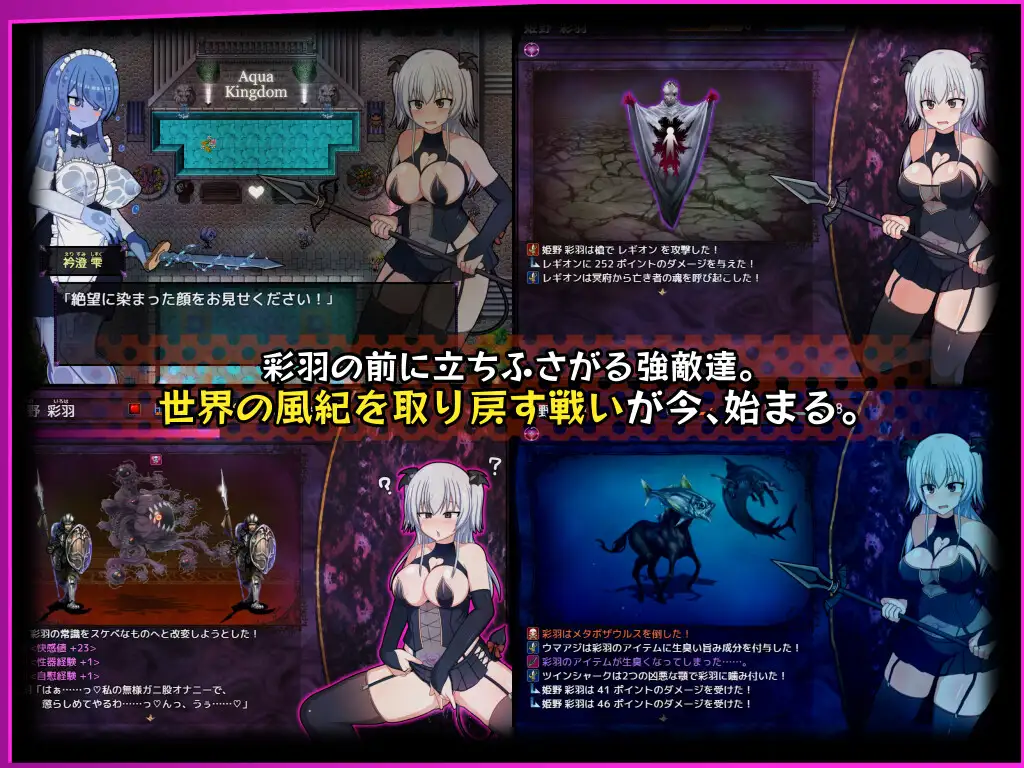 Aqua
Kingdom
えり すみ しずく
衿澄 雫
「絶望に染まった顔をお見せください！」
姫野 彩羽
姫野 彩羽は槍で レギオン を攻撃した！
レギオンに 252 ポイントのダメージを与えた！
レギオンは冥府から亡き者の魂を呼び起こした！
彩羽の前に立ちふさがる強敵達。
世界の風紀を取り戻す戦いが今、始まる。
いろは
野 彩羽
彩羽の常識をスケベなものへと改変しようとした！
<快感値 +23>
<性器経験 +1>
<自慰経験 +1>
「はぁ……っ♡私の無様ガニ股オナニーで、
懲らしめてやるわ……っ♡んっ、うぅ……♡」
?
?
彩羽はメタボザウルスを倒した！
ウマアジは彩羽のアイテムに生臭い旨み成分を付与した！
彩羽のアイテムが生臭くなってしまった……。
ツインシャークは2つの凶悪な顎で彩羽に噛み付いた！
姫野 彩羽は 41 ポイントのダメージを受けた！
姫野 彩羽は 46 ポイントのダメージを受けた！